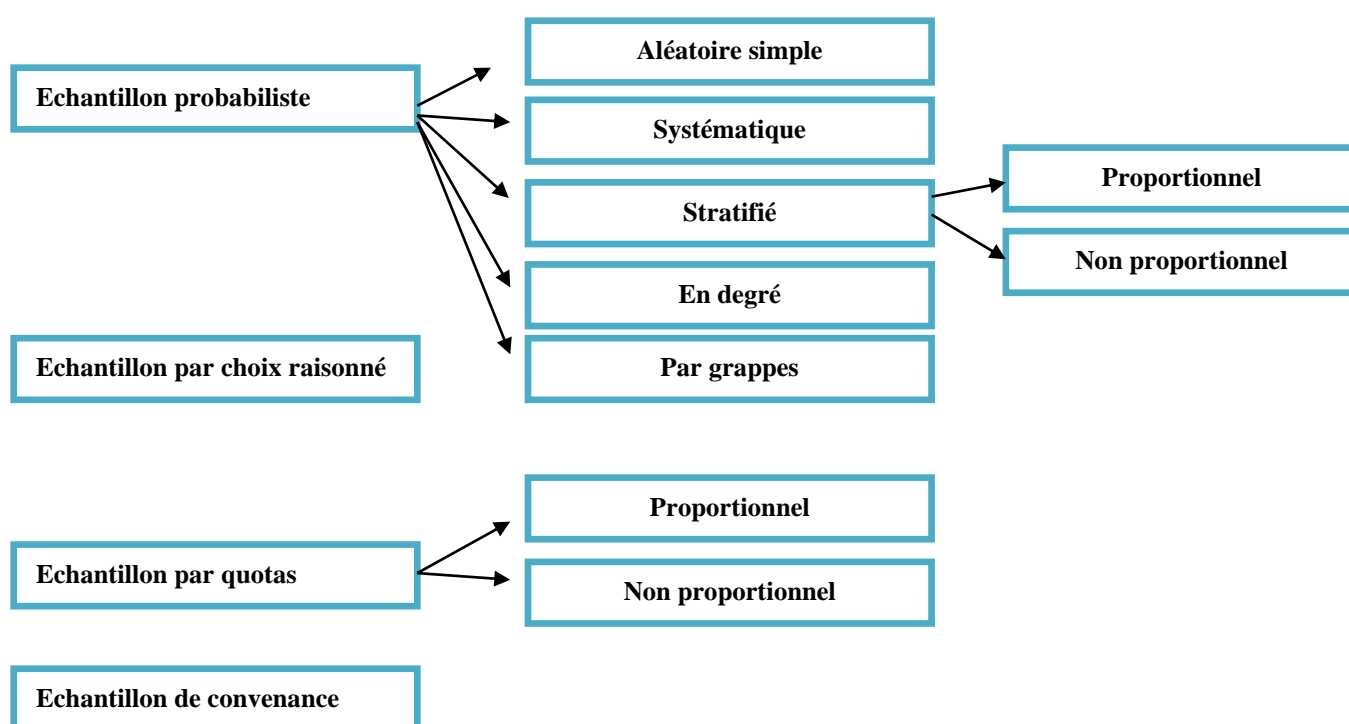 Aléatoire simple
Echantillon probabiliste
Systématique
Proportionnel
Stratifié
Non proportionnel
En degré
Echantillon par choix raisonné
Par grappes
Proportionnel
Echantillon par quotas
Non proportionnel
Echantillon de convenance